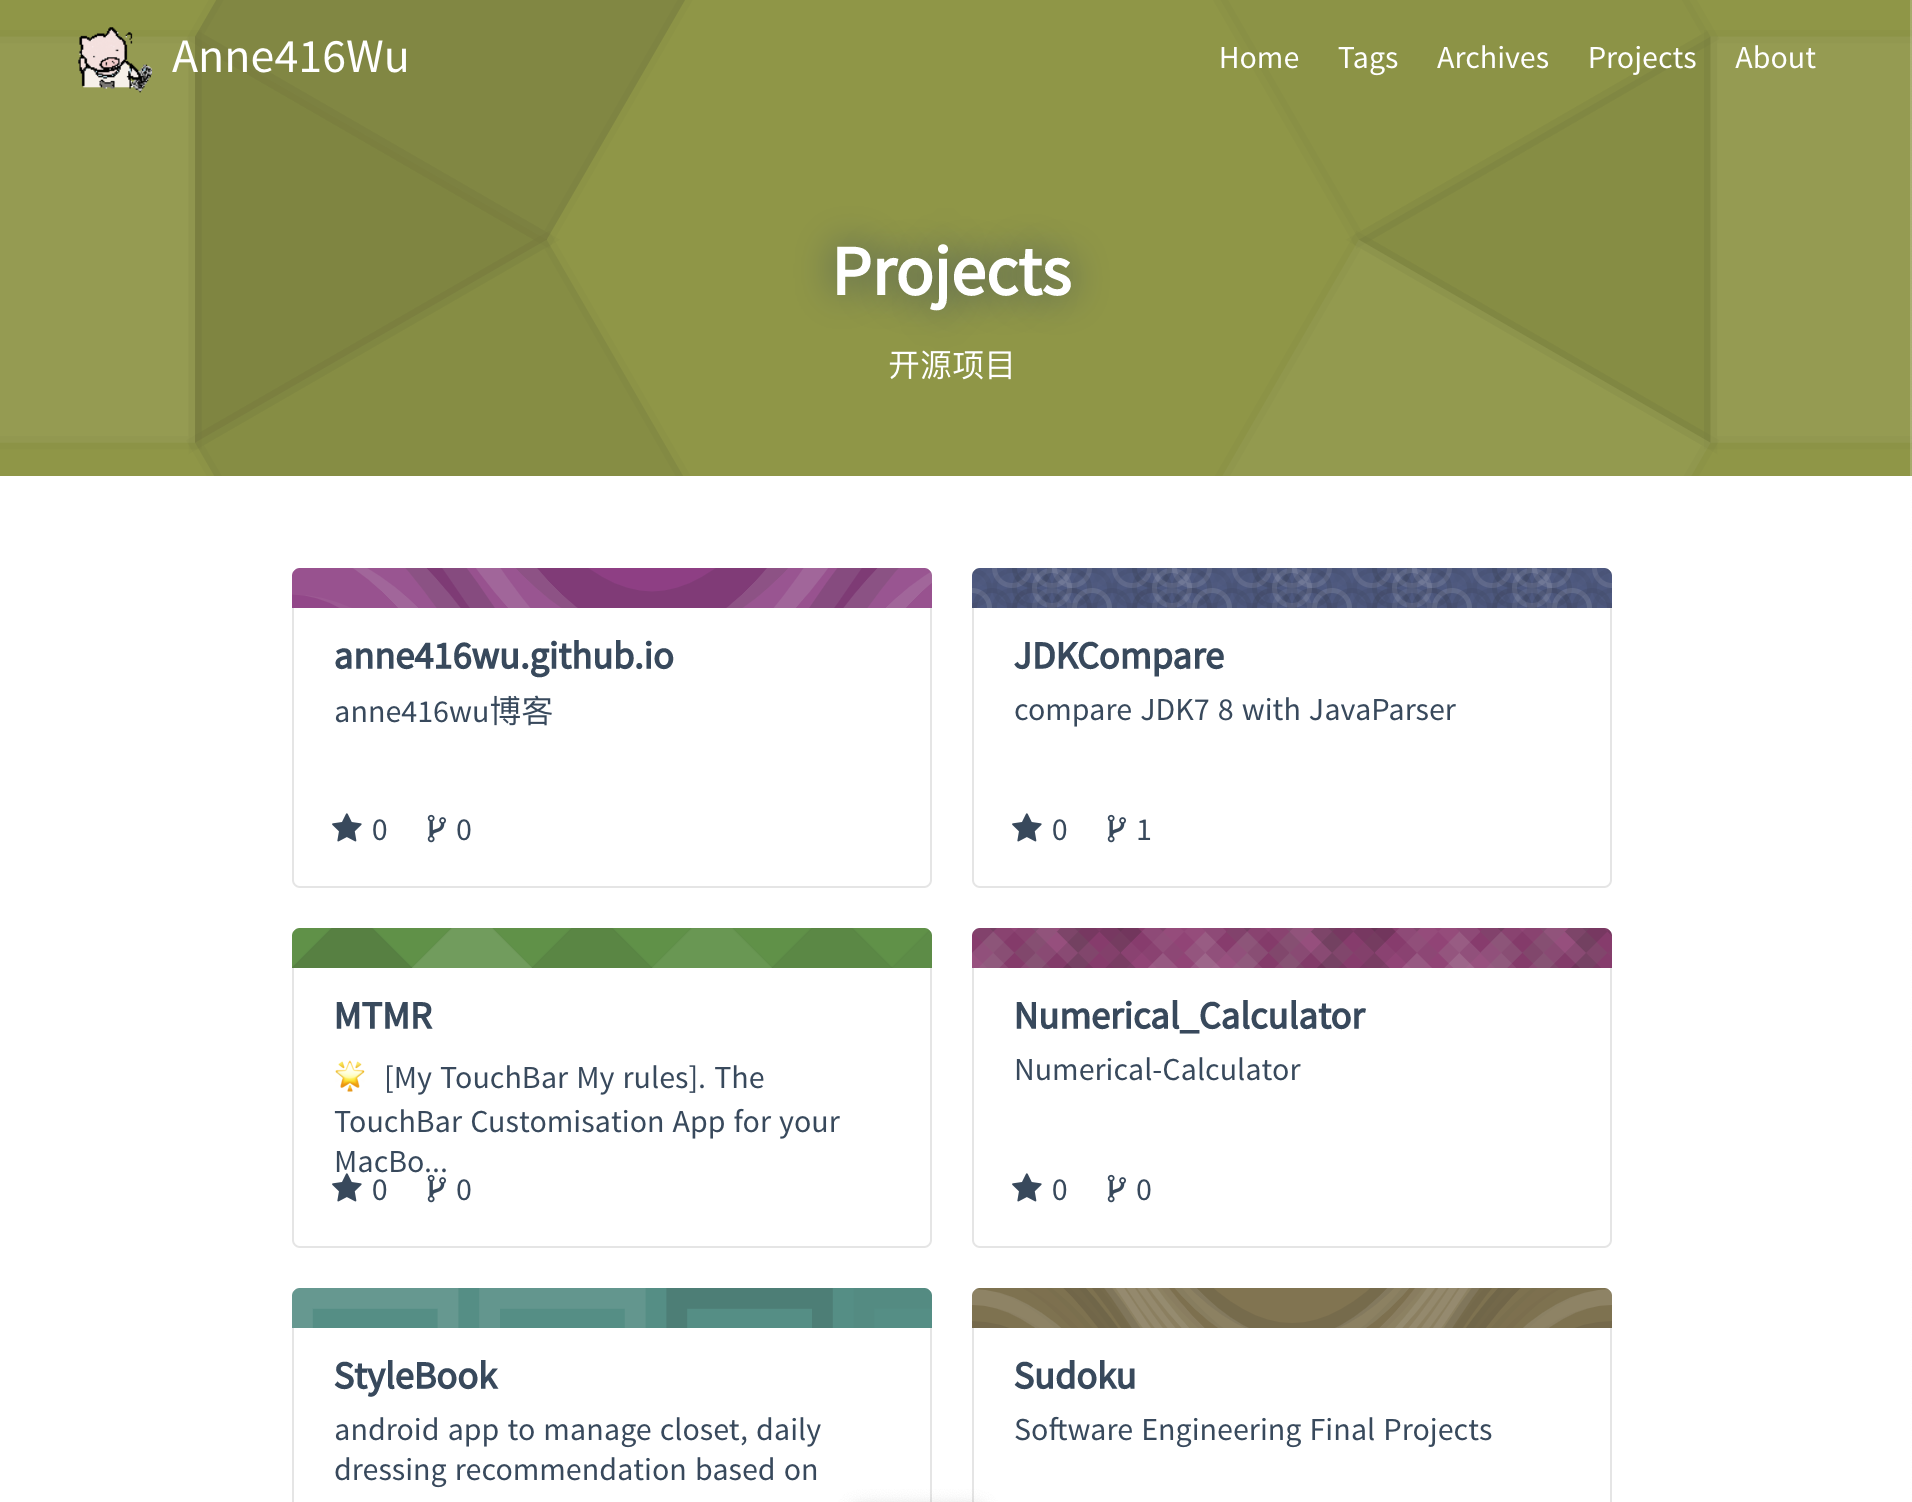 Anne416Wu
Home Tags Archives Projects About
Projects
开源项目
anne416wu.github.io
anne416wu博客
0 0
JDKCompare
compare JDK7 8 with JavaParser
0 1
MTMR
🌟 [My TouchBar My rules]. The
TouchBar Customisation App for your
MacBo...
0 0
Numerical_Calculator
Numerical-Calculator
0 0
StyleBook
android app to manage closet, daily
dressing recommendation based on
Sudoku
Software Engineering Final Projects